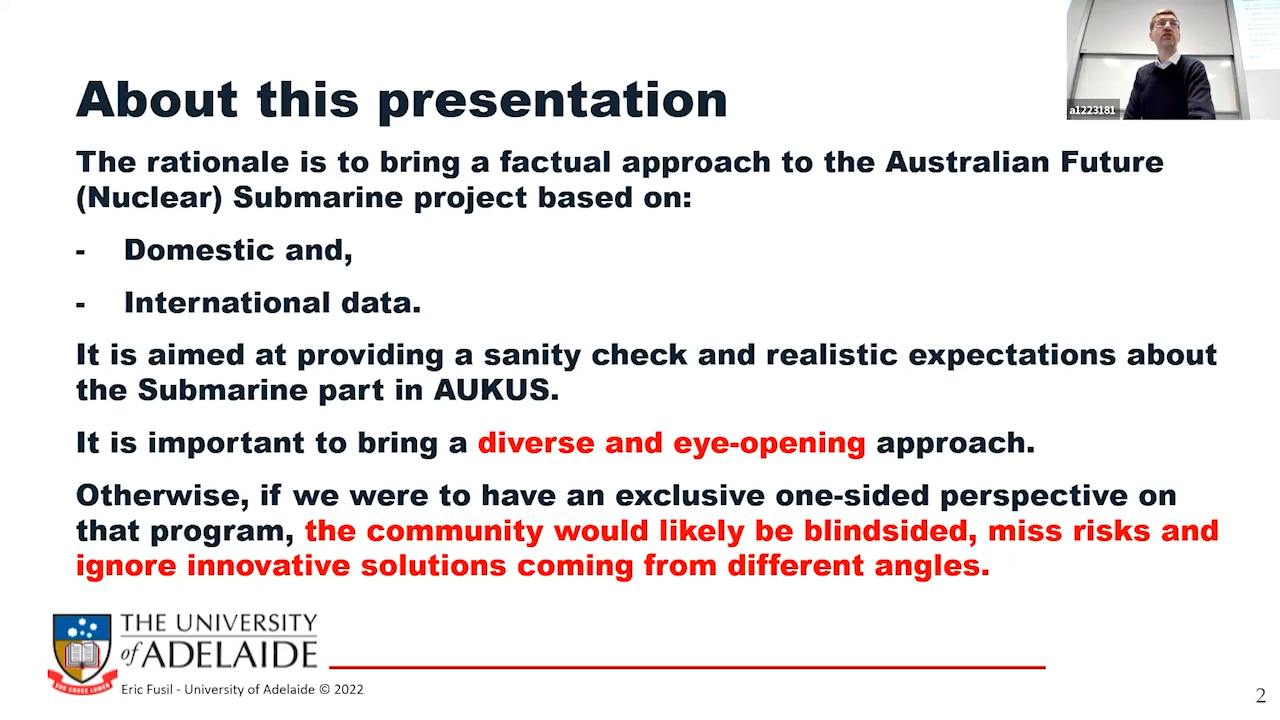 a1223181
About this presentation
The rationale is to bring a factual approach to the Australian Future
(Nuclear) Submarine project based on:
- Domestic and,
- International data.
It is aimed at providing a sanity check and realistic expectations about
the Submarine part in AUKUS.
It is important to bring a diverse and eye-opening approach.
Otherwise, if we were to have an exclusive one-sided perspective on
that program, the community would likely be blindsided, miss risks and
ignore innovative solutions coming from different angles.
THE UNIVERSITY
of ADELAIDE
SUB CRUCE LUMEN
Eric Fusil - University of Adelaide © 2022
2